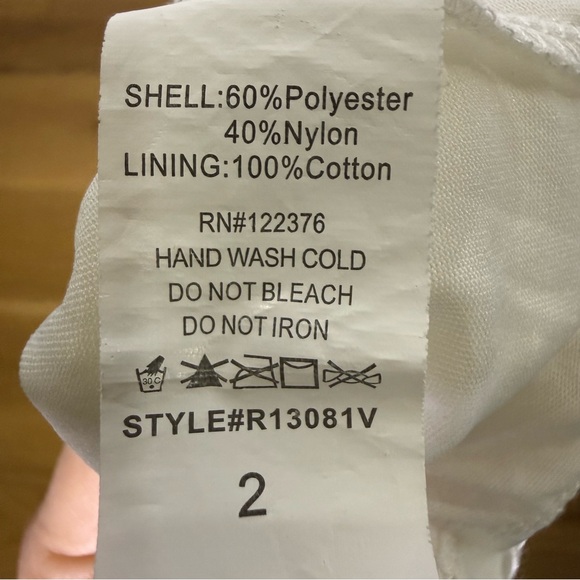 SHELL:60%Polyester
40%Nylon
LINING:100%Cotton
RN#122376
HAND WASH COLD
DO NOT BLEACH
DO NOT IRON
30 C
STYLE#R13081V
2